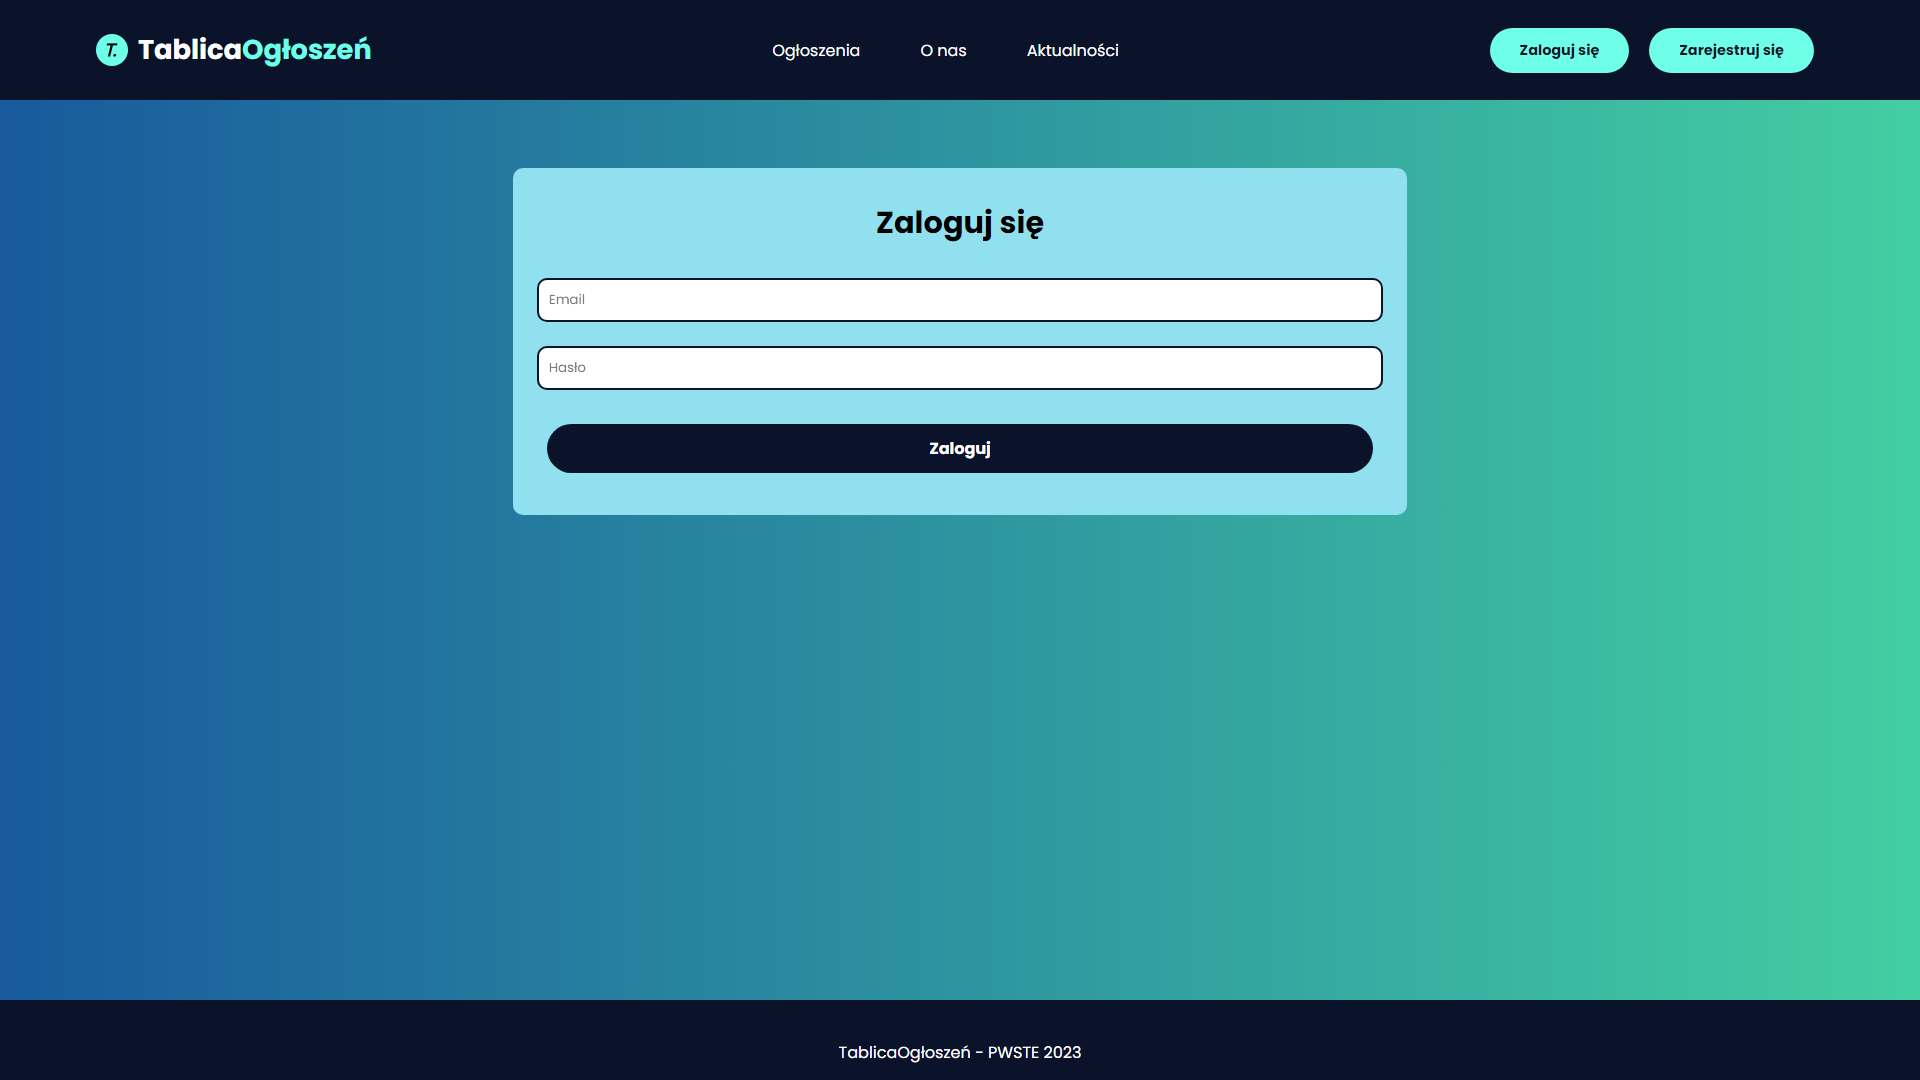 T. TablicaOgłoszeń
Ogłoszenia O nas Aktualności
Zaloguj się Zarejestruj się
Zaloguj się
Email
Hasło
Zaloguj
TablicaOgłoszeń - PWSTE 2023